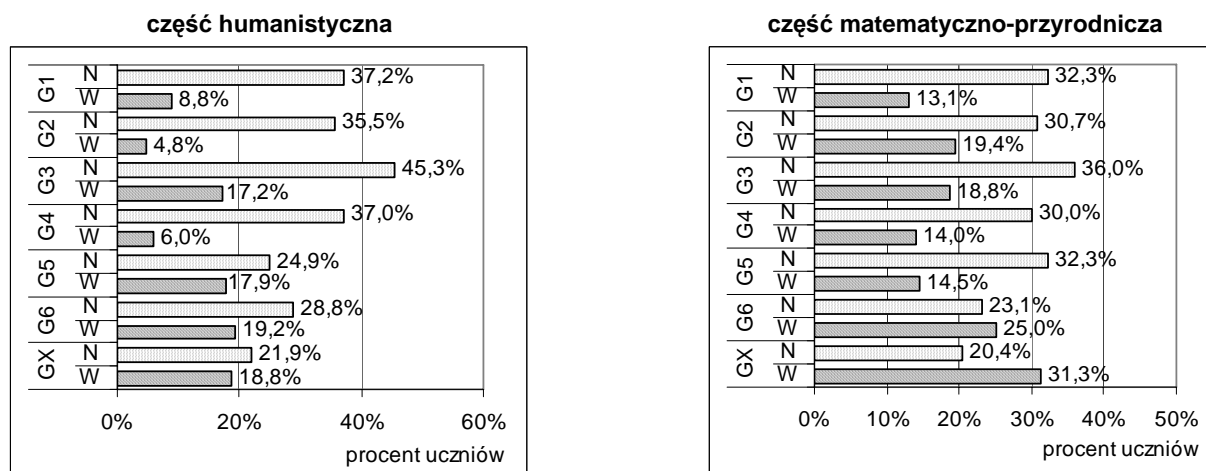 część humanistyczna
G1
N
37,2%
W
8,8%
G2
N
35,5%
W
4,8%
G3
N
45,3%
W
17,2%
G4
N
37,0%
W
6,0%
G5
N
24,9%
W
17,9%
G6
N
28,8%
W
19,2%
GX
N
21,9%
W
18,8%
0% 20% 40% 60%
procent uczniów
część matematyczno-przyrodnicza
G1
N
32,3%
W
13,1%
G2
N
30,7%
W
19,4%
G3
N
36,0%
W
18,8%
G4
N
30,0%
W
14,0%
G5
N
32,3%
W
14,5%
G6
N
23,1%
W
25,0%
GX
N
20,4%
W
31,3%
0% 10% 20% 30% 40% 50%
procent uczniów